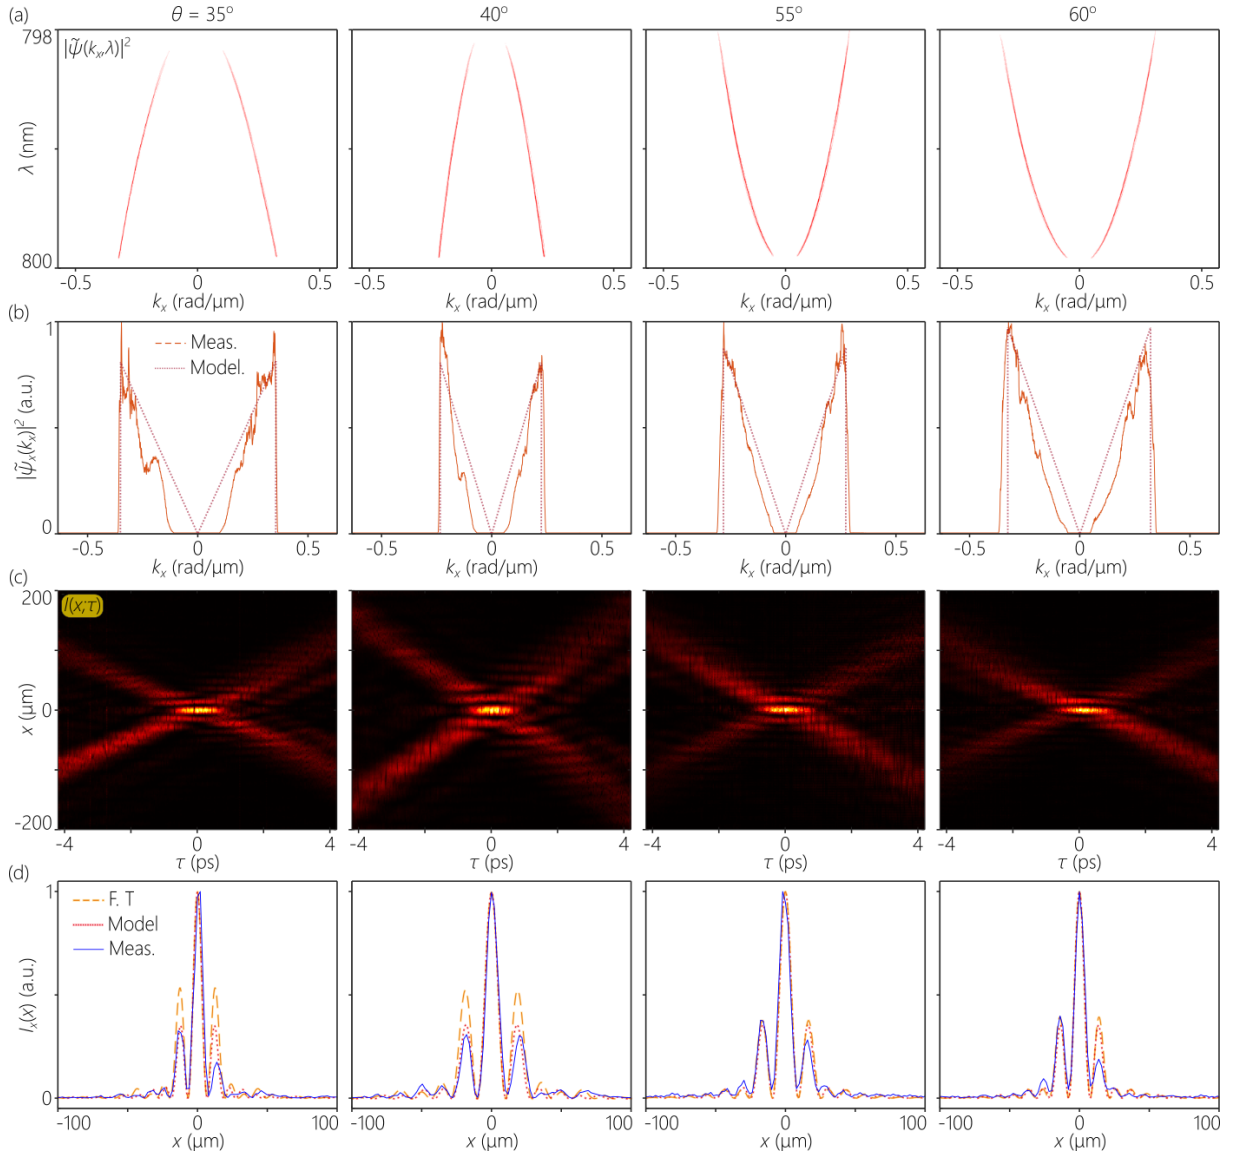 (a) θ = 35° 40° 55° 60°
798
|ψ̃(kₓ,λ)|²
λ (nm)
800
-0.5 0 0.5 -0.5 0 0.5 -0.5 0 0.5 -0.5 0 0.5
kₓ (rad/µm) kₓ (rad/µm) kₓ (rad/µm) kₓ (rad/µm)
(b)
1
Meas.
Model.
|ψ̃ₓ(kₓ)|² (a.u.)
0
-0.5 0 0.5 -0.5 0 0.5 -0.5 0 0.5 -0.5 0 0.5
kₓ (rad/µm) kₓ (rad/µm) kₓ (rad/µm) kₓ (rad/µm)
(c)
200
I(x;τ)
x (µm)
0
-200
-4 0 4 -4 0 4 -4 0 4 -4 0 4
τ (ps) τ (ps) τ (ps) τ (ps)
(d)
1
F. T
Model
Meas.
Iₓ(x) (a.u.)
0
-100 0 100 -100 0 100 -100 0 100 -100 0 100
x (µm) x (µm) x (µm) x (µm)